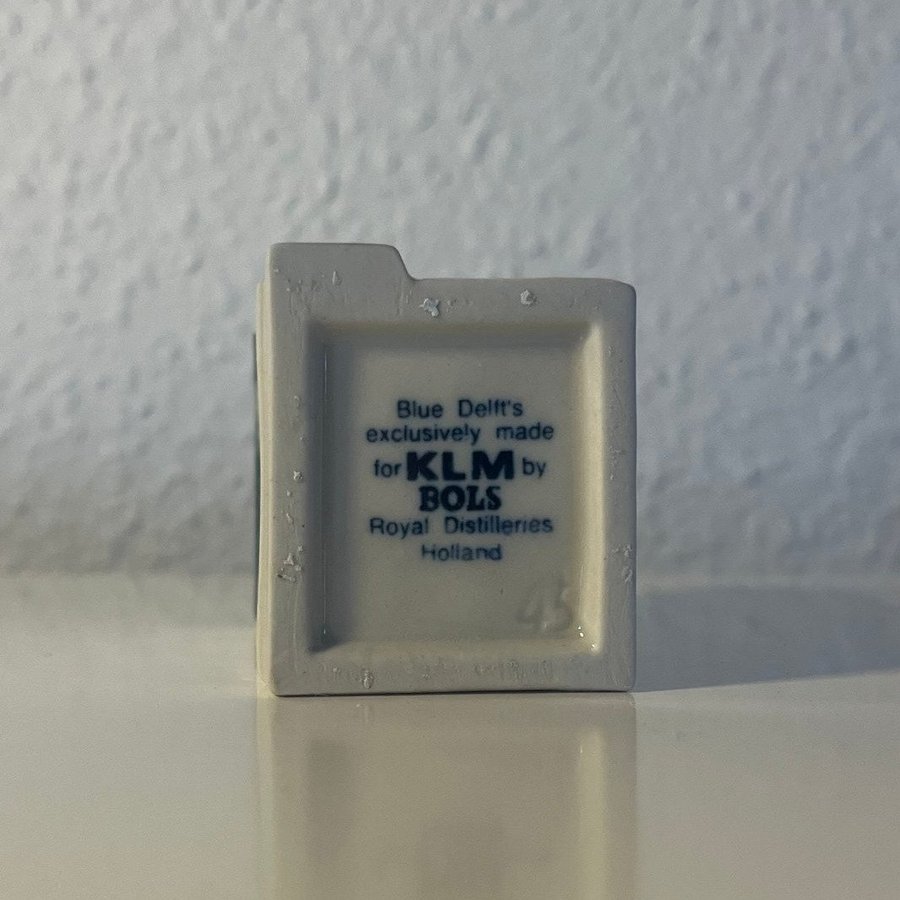 Blue Delft's
exclusively made
for KLM by
BOLS
Royal Distilleries
Holland
45